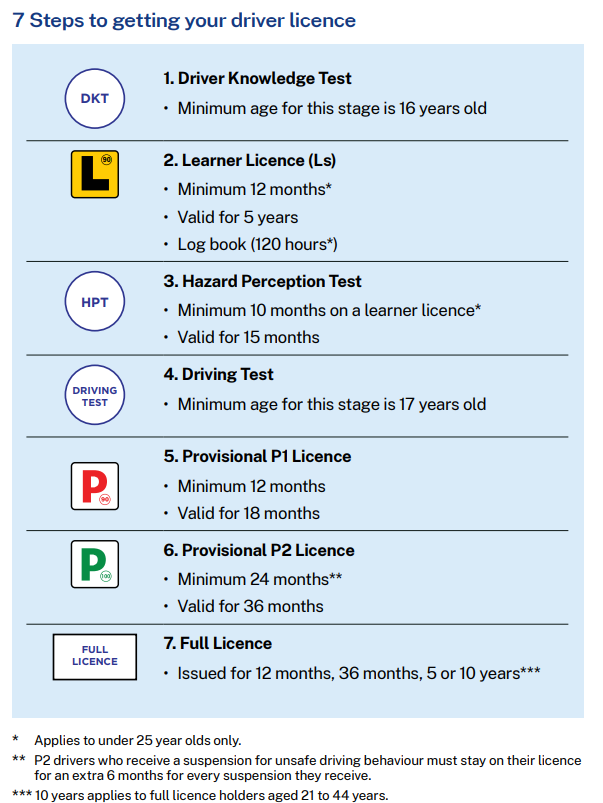 7 Steps to getting your driver licence
DKT
1. Driver Knowledge Test
• Minimum age for this stage is 16 years old
L
90
2. Learner Licence (Ls)
• Minimum 12 months*
• Valid for 5 years
• Log book (120 hours*)
HPT
3. Hazard Perception Test
• Minimum 10 months on a learner licence*
• Valid for 15 months
DRIVING
TEST
4. Driving Test
• Minimum age for this stage is 17 years old
P
90
5. Provisional P1 Licence
• Minimum 12 months
• Valid for 18 months
P
100
6. Provisional P2 Licence
• Minimum 24 months**
• Valid for 36 months
FULL
LICENCE
7. Full Licence
• Issued for 12 months, 36 months, 5 or 10 years***
* Applies to under 25 year olds only.
** P2 drivers who receive a suspension for unsafe driving behaviour must stay on their licence
for an extra 6 months for every suspension they receive.
*** 10 years applies to full licence holders aged 21 to 44 years.